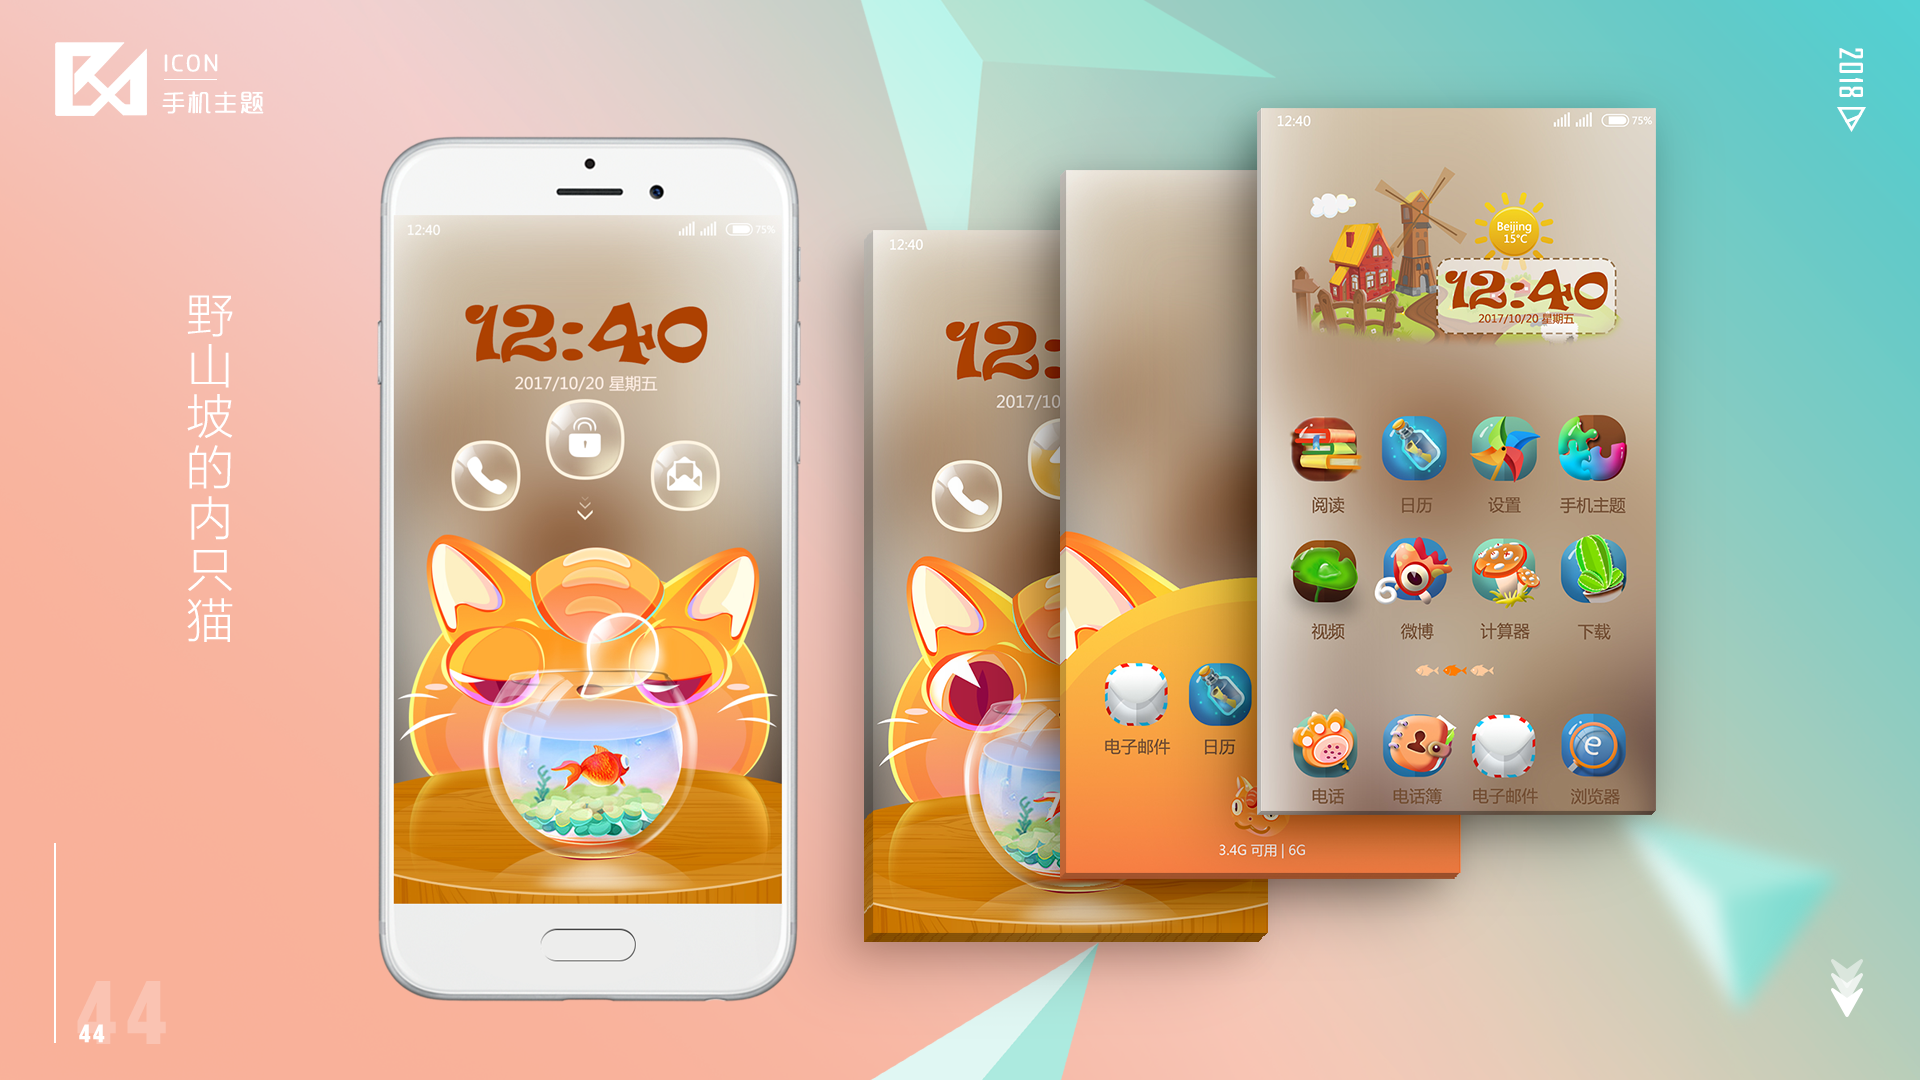 ICON
手机主题
2018
野山坡的内只猫
12:40
75%
12:40
2017/10/20 星期五
12:40
12:
2017/10
电子邮件
日历
3.4G 可用 | 6G
12:40
75%
Beijing
15°C
12:40
2017/10/20 星期五
阅读
日历
设置
手机主题
视频
微博
计算器
下载
电话
电话簿
电子邮件
浏览器
44
44